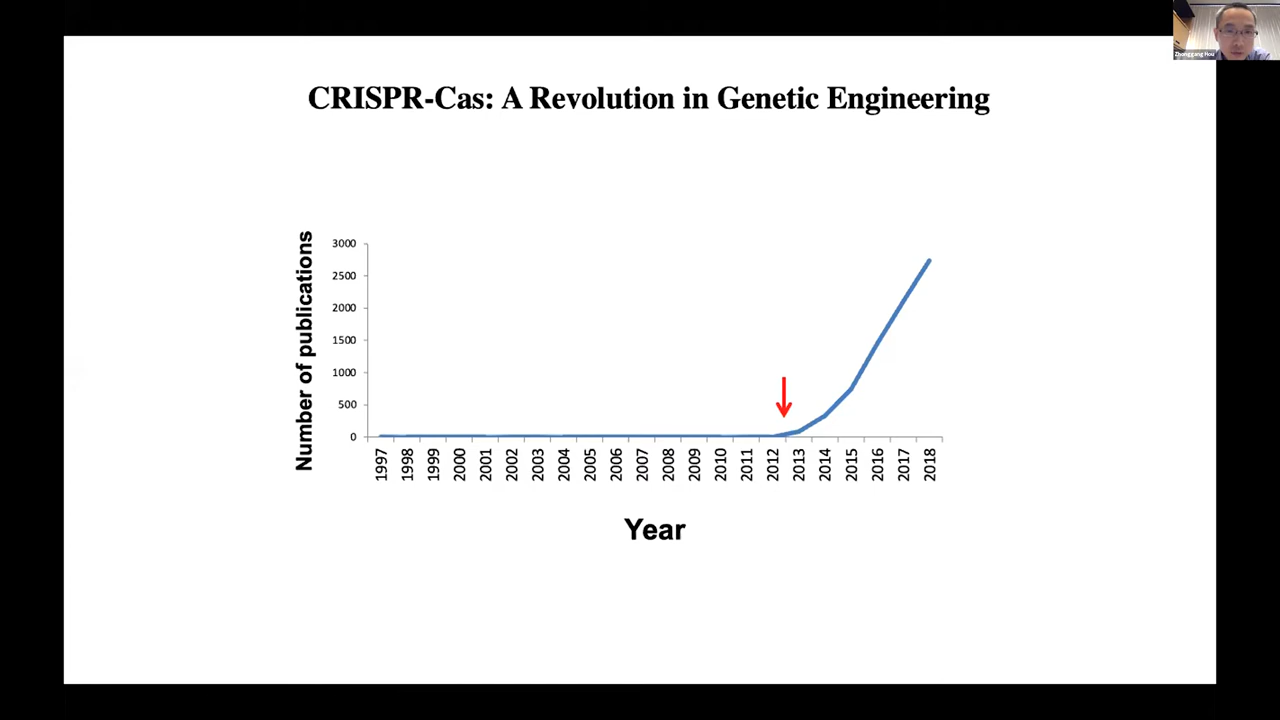 Zhonggang Hou
CRISPR-Cas: A Revolution in Genetic Engineering
Number of publications
3000
2500
2000
1500
1000
500
0
1997 1998 1999 2000 2001 2002 2003 2004 2005 2006 2007 2008 2009 2010 2011 2012 2013 2014 2015 2016 2017 2018
Year